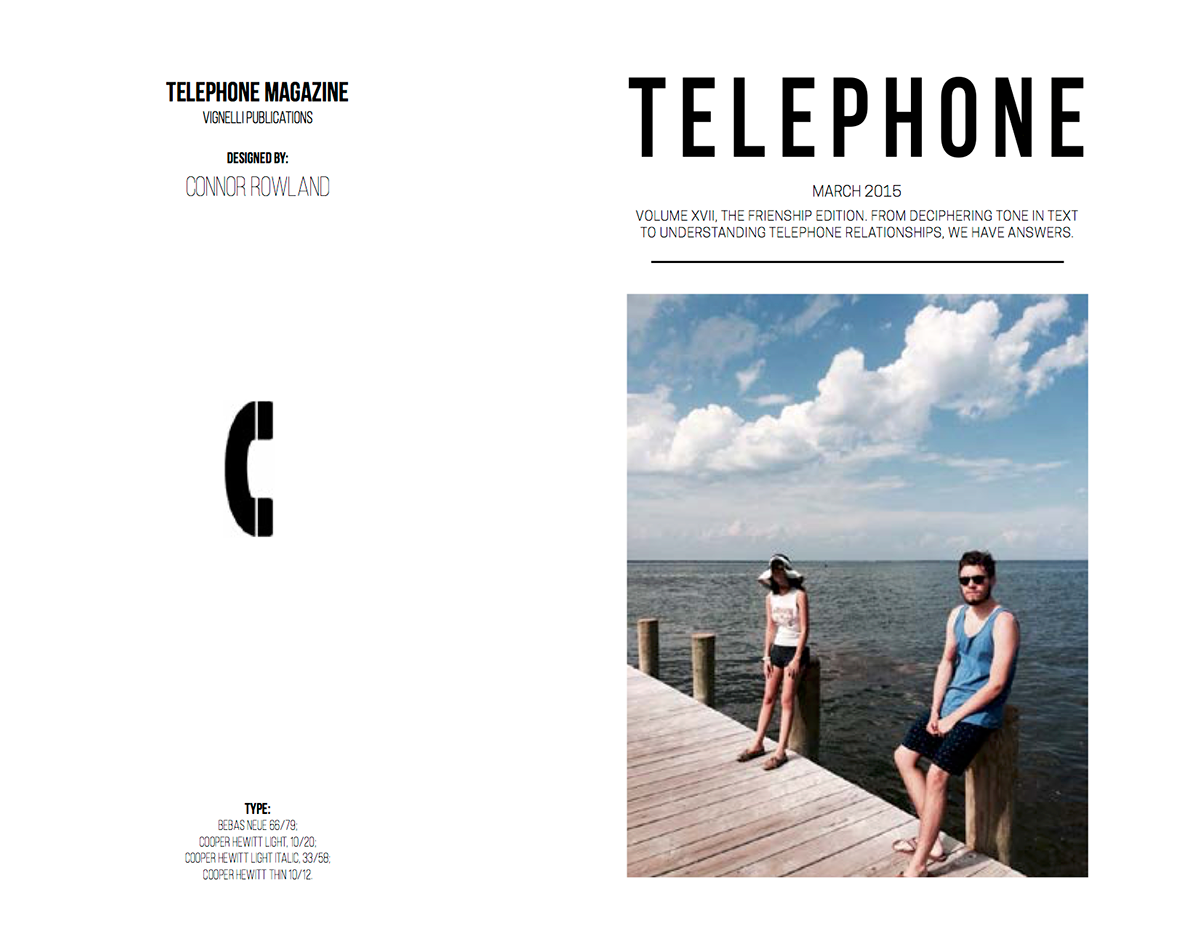 TELEPHONE MAGAZINE
VIGNELLI PUBLICATIONS
DESIGNED BY:
CONNOR ROWLAND
TYPE:
BEBAS NEUE 66/79;
COOPER HEWITT LIGHT, 10/20;
COOPER HEWITT LIGHT ITALIC, 33/58;
COOPER HEWITT THIN 10/12.
TELEPHONE
MARCH 2015
VOLUME XVII, THE FRIENSHIP EDITION. FROM DECIPHERING TONE IN TEXT
TO UNDERSTANDING TELEPHONE RELATIONSHIPS, WE HAVE ANSWERS.